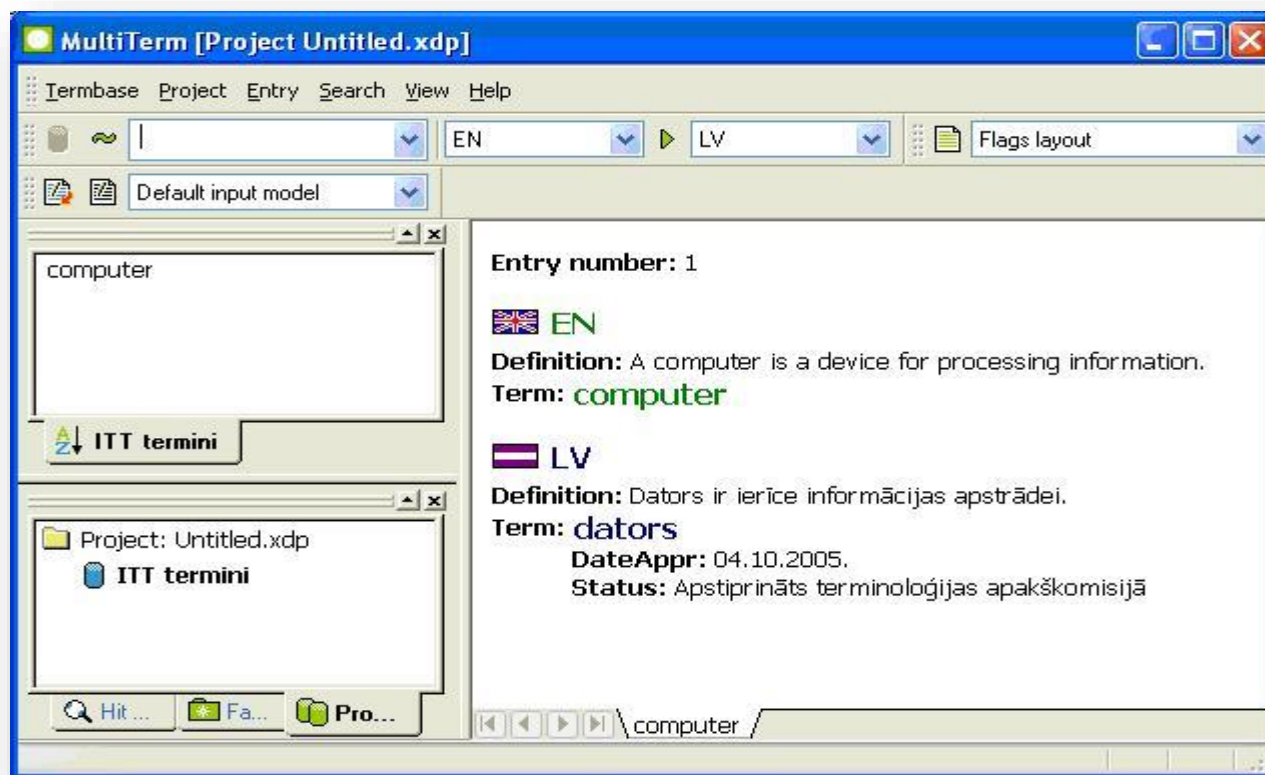 MultiTerm [Project Untitled.xdp]
Termbase Project Entry Search View Help
EN LV Flags layout
Default input model
computer
ITT termini
Project: Untitled.xdp
ITT termini
Hit ... Fa... Pro...
Entry number: 1
EN
Definition: A computer is a device for processing information.
Term: computer
LV
Definition: Dators ir ierīce informācijas apstrādei.
Term: dators
DateAppr: 04.10.2005.
Status: Apstiprināts terminoloģijas apakškomisijā
computer